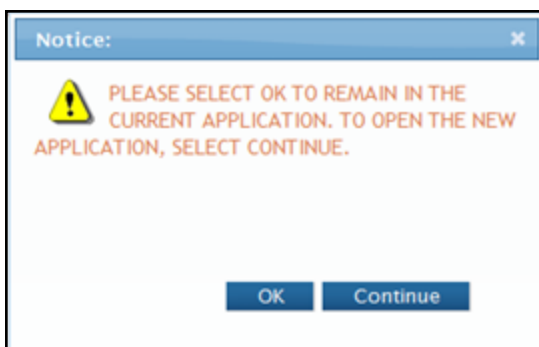 Notice:
PLEASE SELECT OK TO REMAIN IN THE
CURRENT APPLICATION. TO OPEN THE NEW
APPLICATION, SELECT CONTINUE.
OK Continue